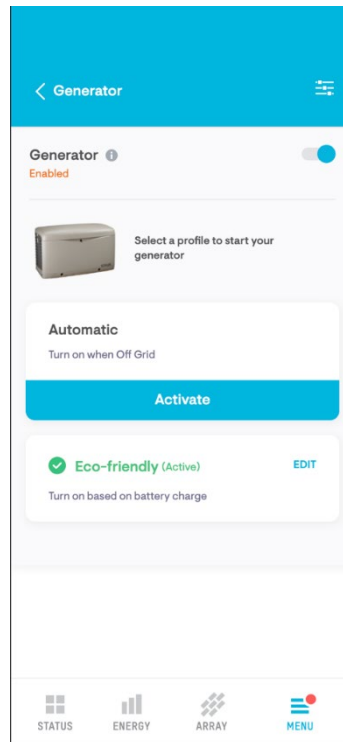 Generator
Generator
Enabled
Select a profile to start your
generator
Automatic
Turn on when Off Grid
Activate
Eco-friendly (Active)
EDIT
Turn on based on battery charge
STATUS
ENERGY
ARRAY
MENU